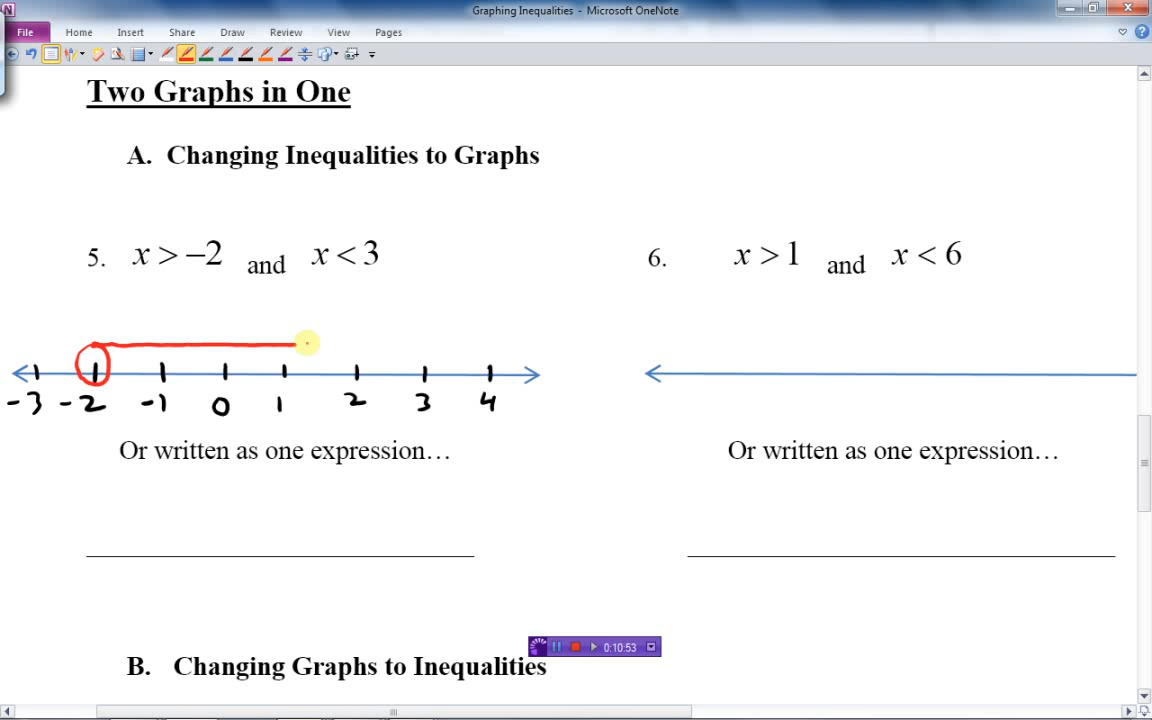 Graphing Inequalities - Microsoft OneNote
File Home Insert Share Draw Review View Pages
Two Graphs in One
A. Changing Inequalities to Graphs
5. x > −2 and x < 3
6. x > 1 and x < 6
-3 -2 -1 0 1 2 3 4
Or written as one expression…
Or written as one expression…
0:10:53
B. Changing Graphs to Inequalities